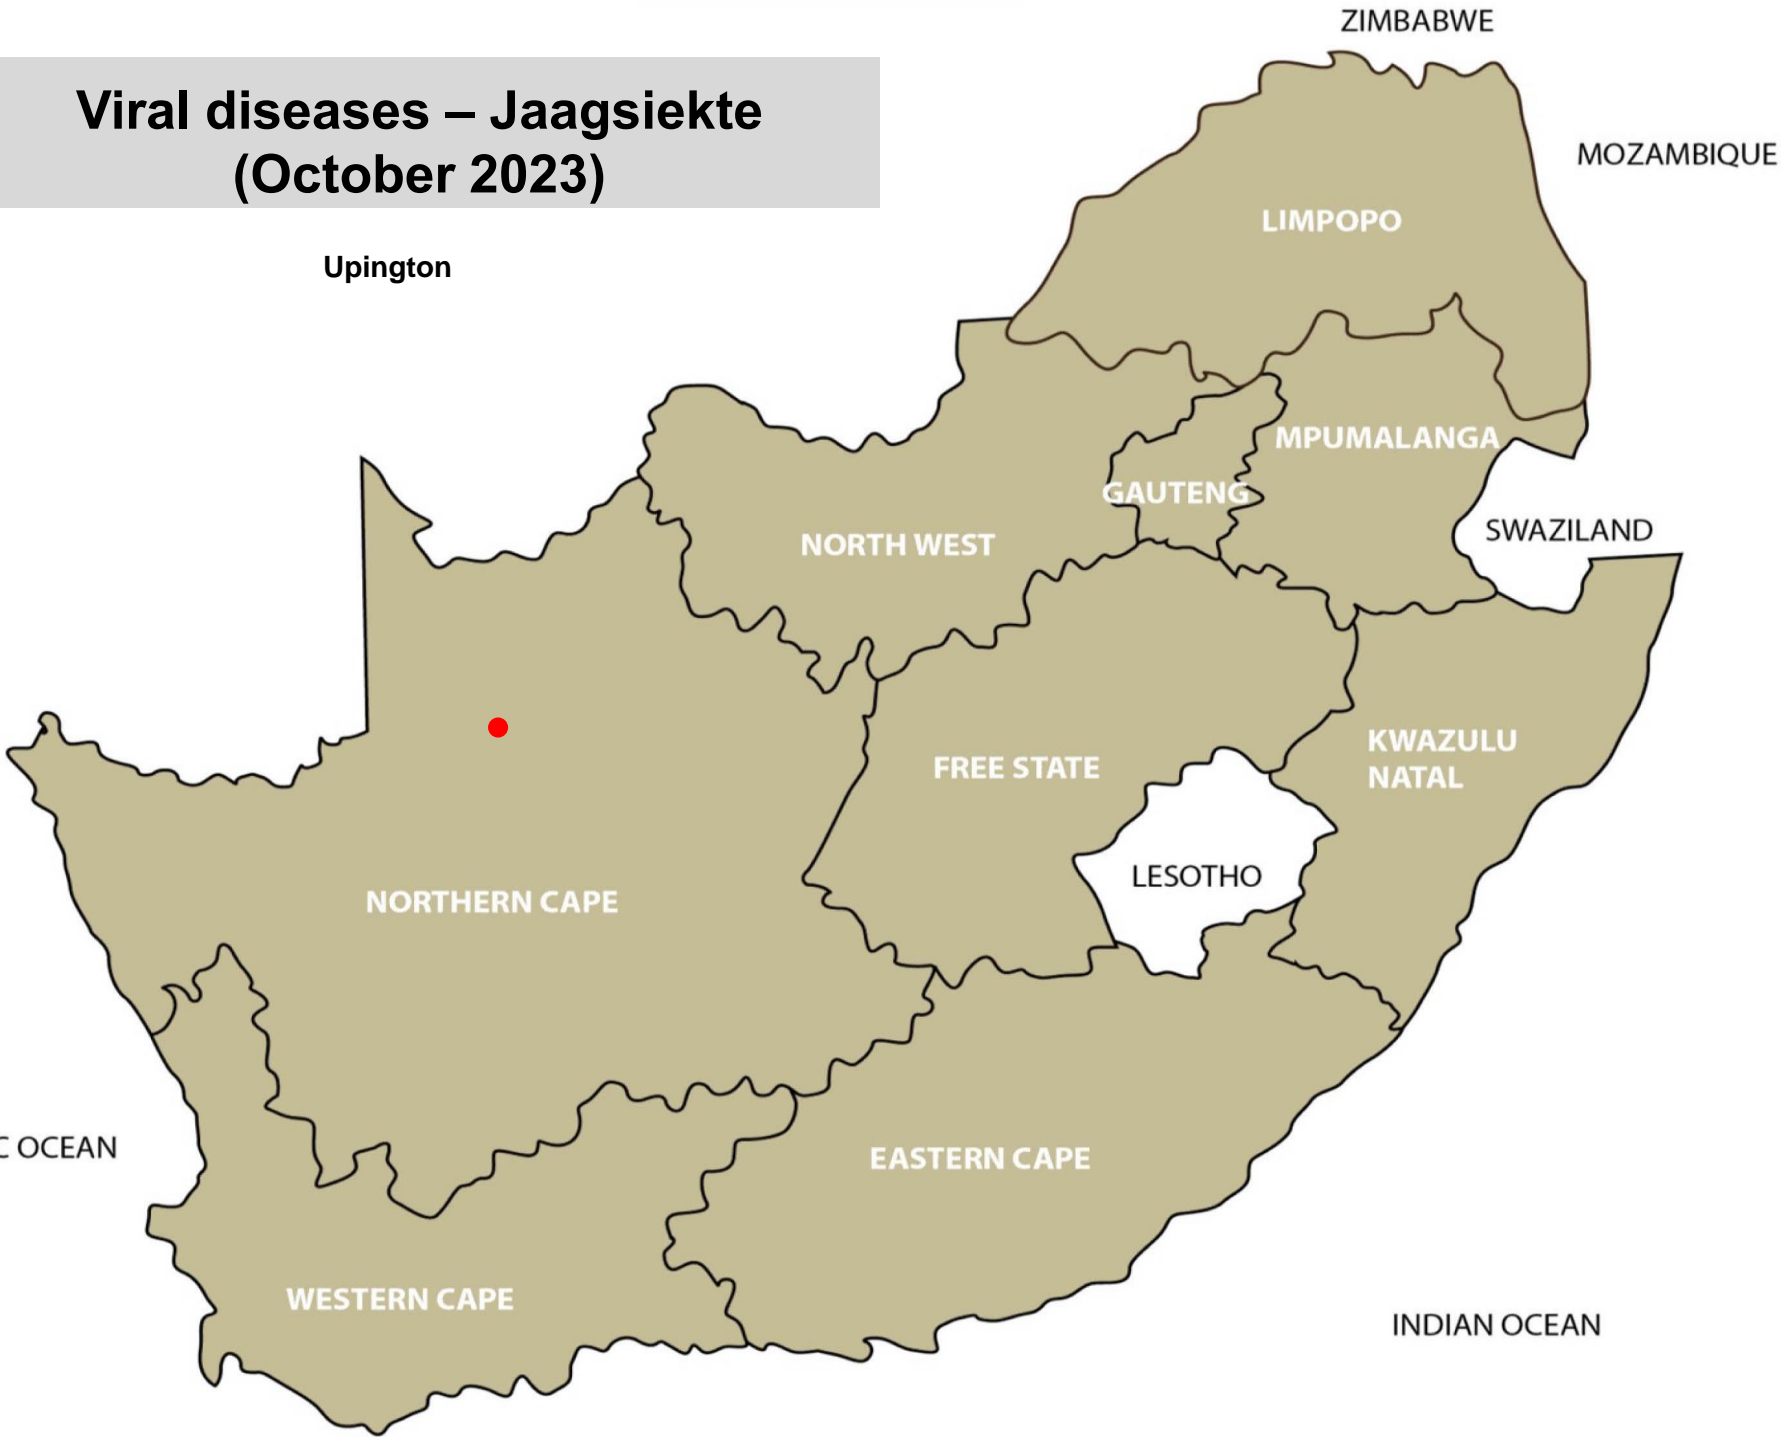 ZIMBABWE
Viral diseases – Jaagsiekte
(October 2023)
MOZAMBIQUE
LIMPOPO
Upington
MPUMALANGA
GAUTENG
SWAZILAND
NORTH WEST
KWAZULU
NATAL
FREE STATE
LESOTHO
NORTHERN CAPE
C OCEAN
EASTERN CAPE
WESTERN CAPE
INDIAN OCEAN